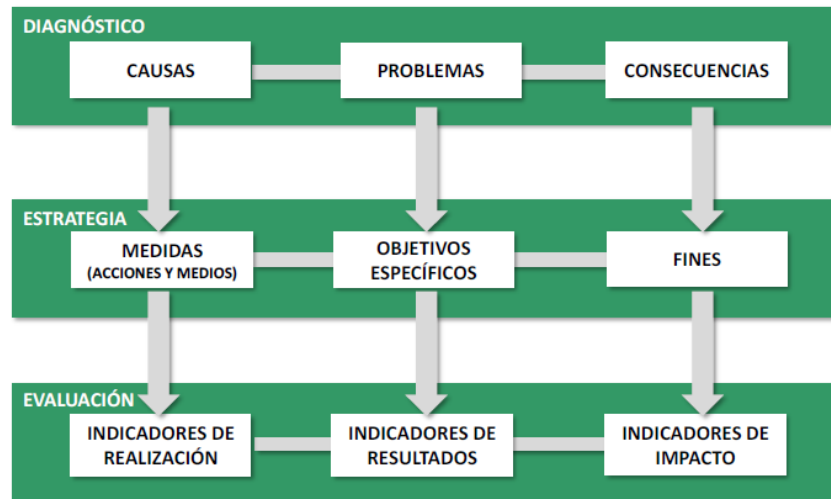 DIAGNÓSTICO
CAUSAS
PROBLEMAS
CONSECUENCIAS
ESTRATEGIA
MEDIDAS
(ACCIONES Y MEDIOS)
OBJETIVOS
ESPECÍFICOS
FINES
EVALUACIÓN
INDICADORES DE
REALIZACIÓN
INDICADORES DE
RESULTADOS
INDICADORES DE
IMPACTO